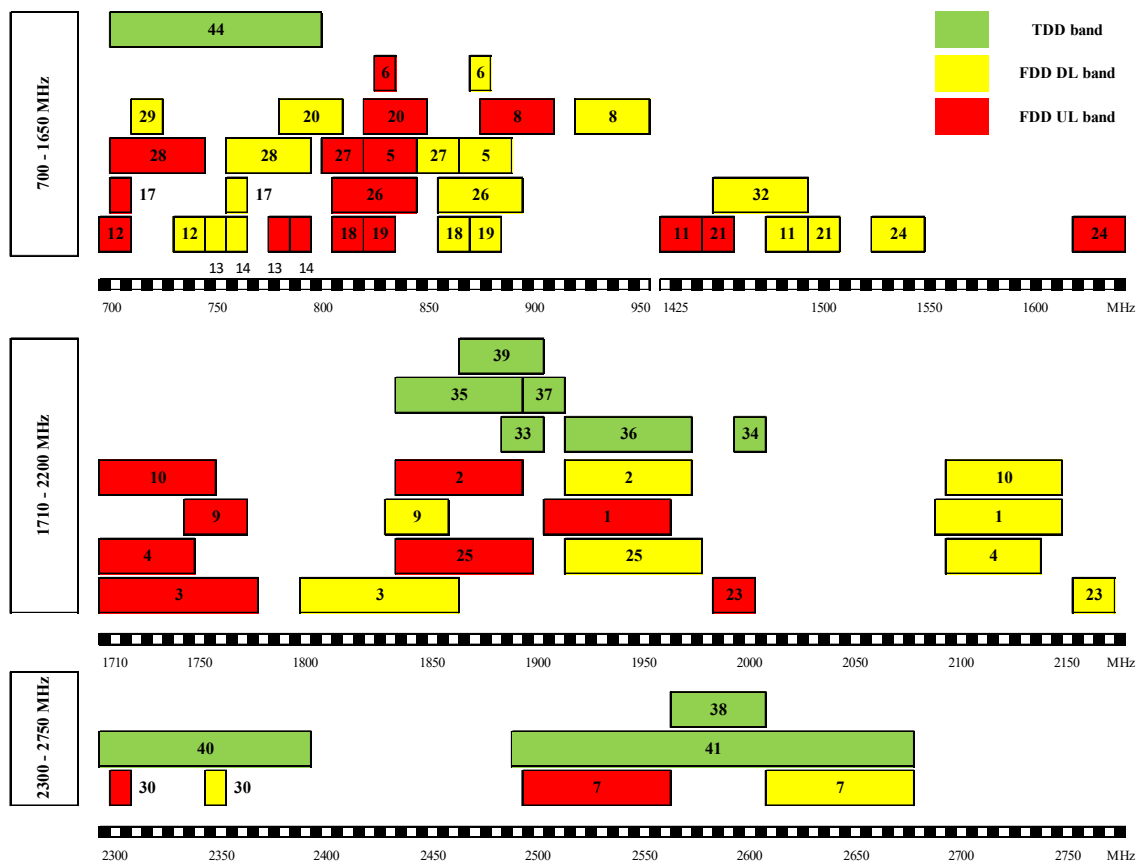 700 - 1650 MHz
44
TDD band
6 6
FDD DL band
29 20 20 8 8
FDD UL band
28 28 27 5 27 5
17 17 26 26 32
12 12 18 19 18 19 11 21 11 21 24 24
13 14 13 14
700 750 800 850 900 950 1425 1500 1550 1600 MHz
1710 - 2200 MHz
39
35 37
33 36 34
10 2 2 10
9 9 1 1
4 25 25 4
3 3 23 23
1710 1750 1800 1850 1900 1950 2000 2050 2100 2150 MHz
2300 - 2750 MHz
38
40 41
30 30 7 7
2300 2350 2400 2450 2500 2550 2600 2650 2700 2750 MHz